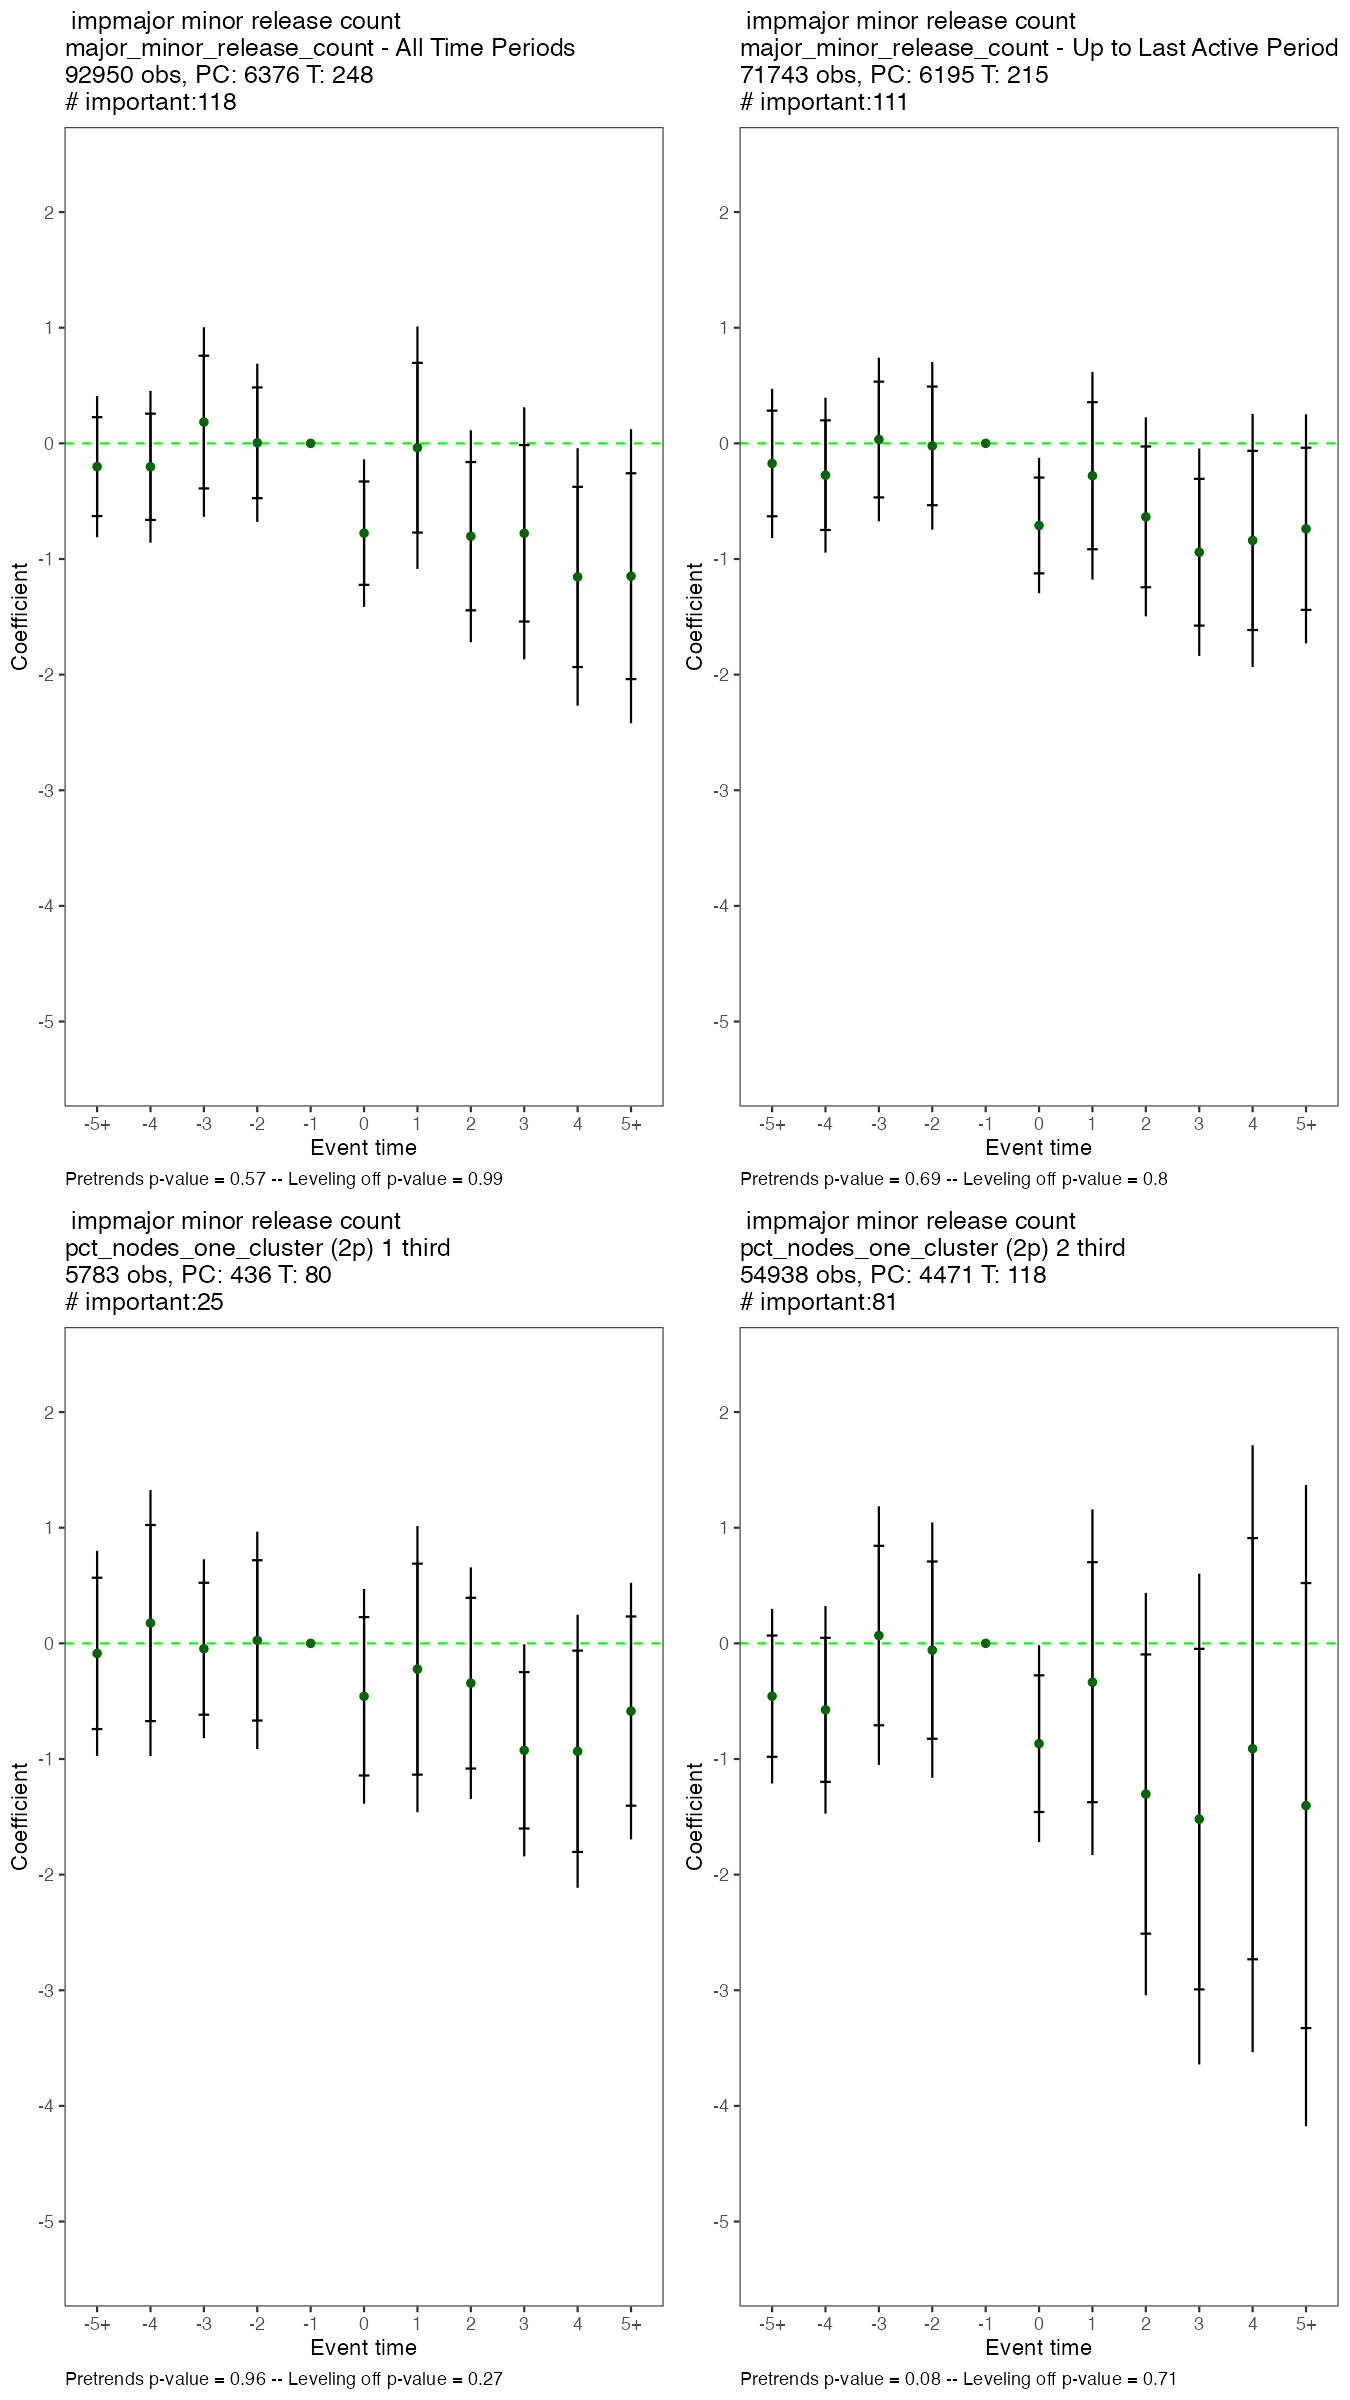 impmajor minor release count
major_minor_release_count - All Time Periods
92950 obs, PC: 6376 T: 248
# important:118
2
1
0
-1
-2
-3
-4
-5
Coefficient
-5+ -4 -3 -2 -1 0 1 2 3 4 5+
Event time
Pretrends p-value = 0.57 -- Leveling off p-value = 0.99
impmajor minor release count
major_minor_release_count - Up to Last Active Period
71743 obs, PC: 6195 T: 215
# important:111
2
1
0
-1
-2
-3
-4
-5
Coefficient
-5+ -4 -3 -2 -1 0 1 2 3 4 5+
Event time
Pretrends p-value = 0.69 -- Leveling off p-value = 0.8
impmajor minor release count
pct_nodes_one_cluster (2p) 1 third
5783 obs, PC: 436 T: 80
# important:25
2
1
0
-1
-2
-3
-4
-5
Coefficient
-5+ -4 -3 -2 -1 0 1 2 3 4 5+
Event time
Pretrends p-value = 0.96 -- Leveling off p-value = 0.27
impmajor minor release count
pct_nodes_one_cluster (2p) 2 third
54938 obs, PC: 4471 T: 118
# important:81
2
1
0
-1
-2
-3
-4
-5
Coefficient
-5+ -4 -3 -2 -1 0 1 2 3 4 5+
Event time
Pretrends p-value = 0.08 -- Leveling off p-value = 0.71